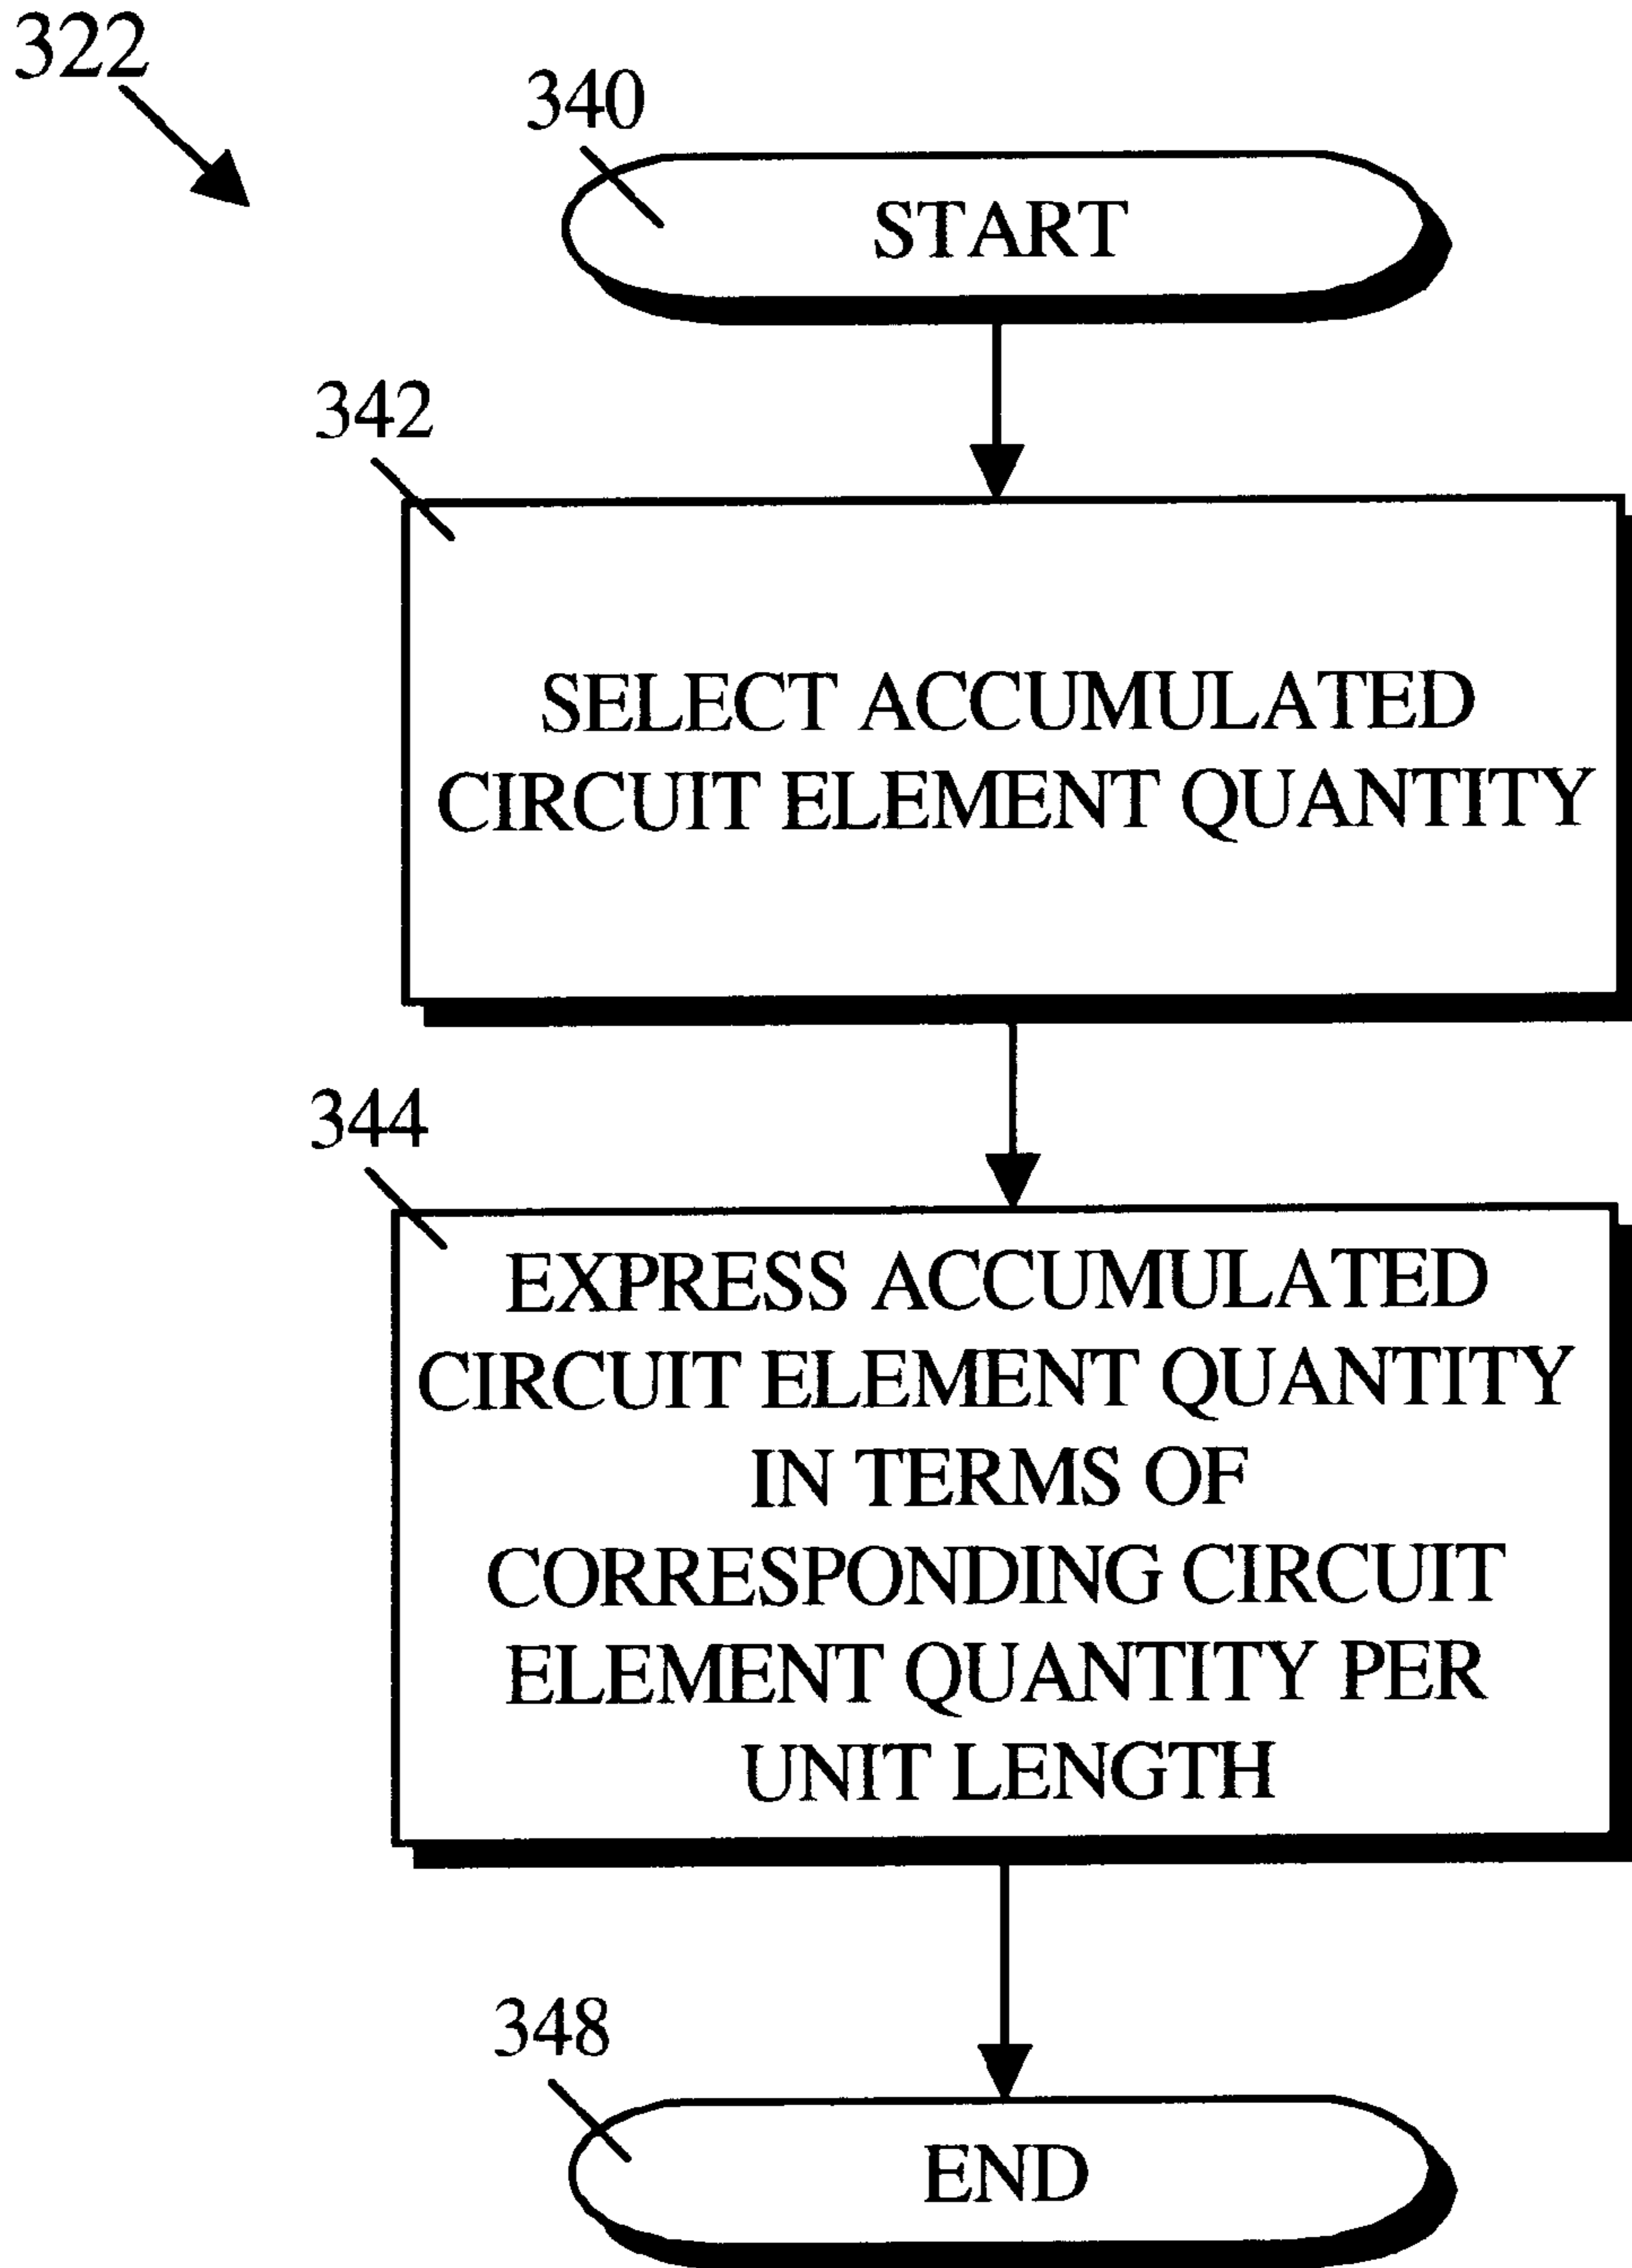 322
340
START
342
SELECT ACCUMULATED
CIRCUIT ELEMENT QUANTITY
344
EXPRESS ACCUMULATED
CIRCUIT ELEMENT QUANTITY
IN TERMS OF
CORRESPONDING CIRCUIT
ELEMENT QUANTITY PER
UNIT LENGTH
348
END